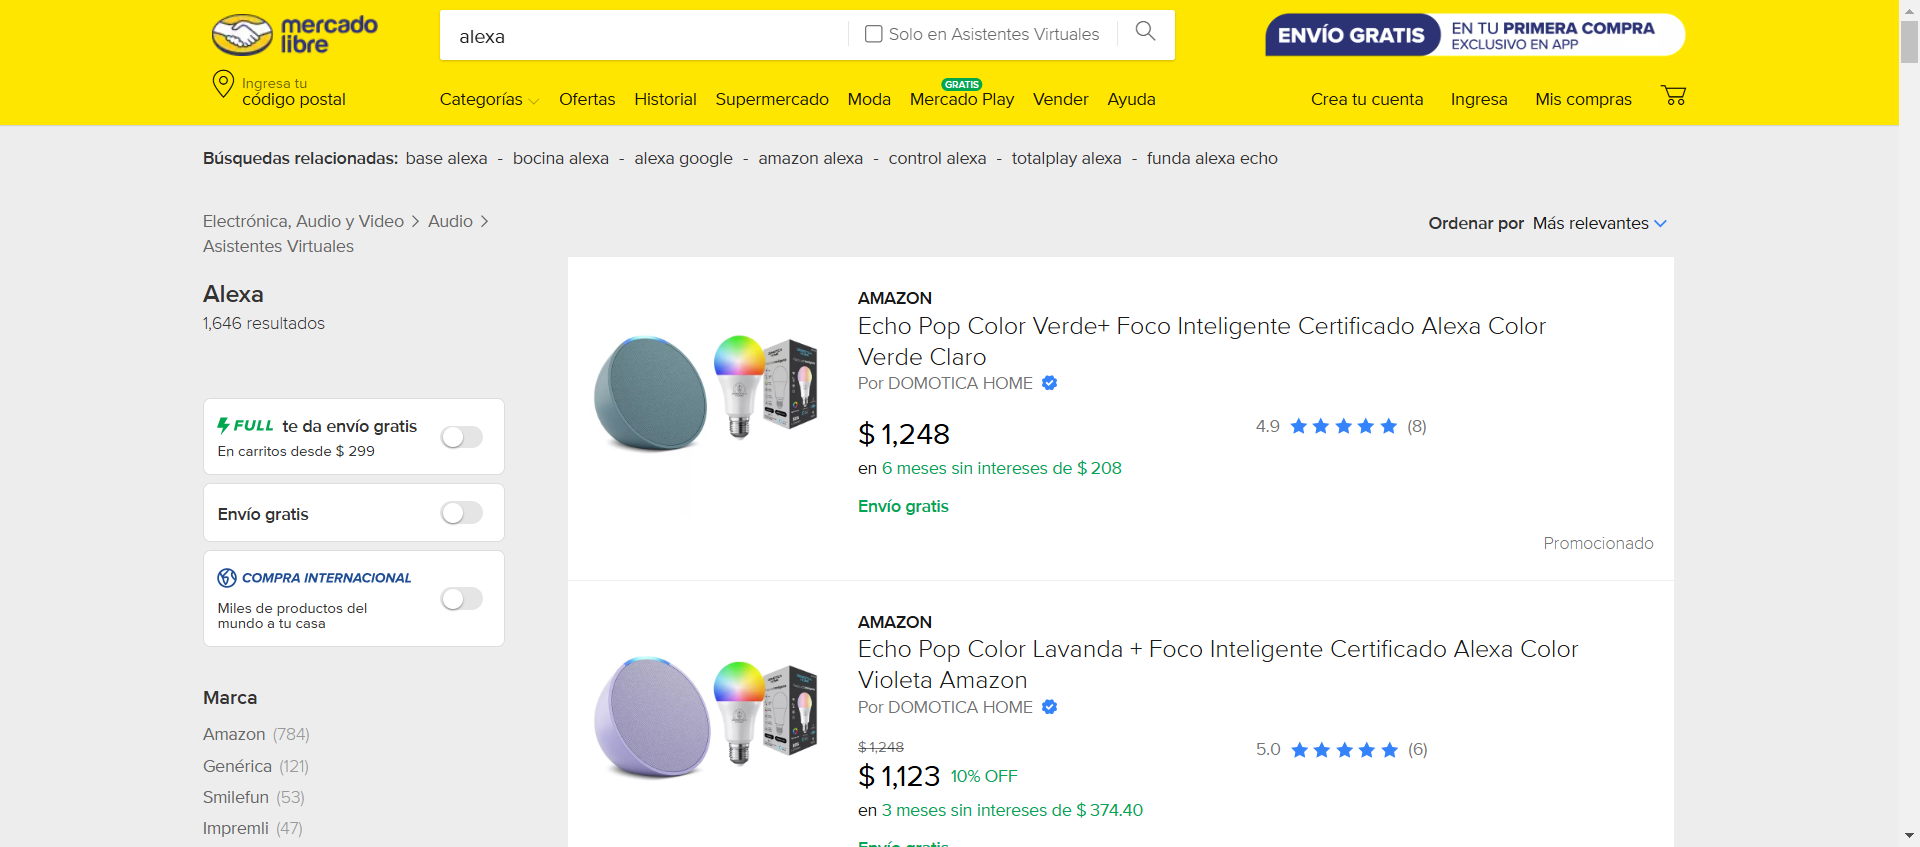 mercado
libre
alexa
Solo en Asistentes Virtuales
ENVÍO GRATIS
EN TU PRIMERA COMPRA
EXCLUSIVO EN APP
Ingresa tu
código postal
Categorías
Ofertas
Historial
Supermercado
Moda
GRATIS
Mercado Play
Vender
Ayuda
Crea tu cuenta
Ingresa
Mis compras
Búsquedas relacionadas: base alexa - bocina alexa - alexa google - amazon alexa - control alexa - totalplay alexa - funda alexa echo
Electrónica, Audio y Video > Audio >
Asistentes Virtuales
Alexa
1,646 resultados
Ordenar por Más relevantes
FULL te da envío gratis
En carritos desde $ 299
Envío gratis
COMPRA INTERNACIONAL
Miles de productos del
mundo a tu casa
Marca
Amazon (784)
Genérica (121)
Smilefun (53)
Impremli (47)
AMAZON
Echo Pop Color Verde+ Foco Inteligente Certificado Alexa Color
Verde Claro
Por DOMOTICA HOME
$ 1,248
4.9 (8)
en 6 meses sin intereses de $ 208
Envío gratis
Promocionado
AMAZON
Echo Pop Color Lavanda + Foco Inteligente Certificado Alexa Color
Violeta Amazon
Por DOMOTICA HOME
$ 1,248
$ 1,123 10% OFF
5.0 (6)
en 3 meses sin intereses de $ 374.40
Envío gratis